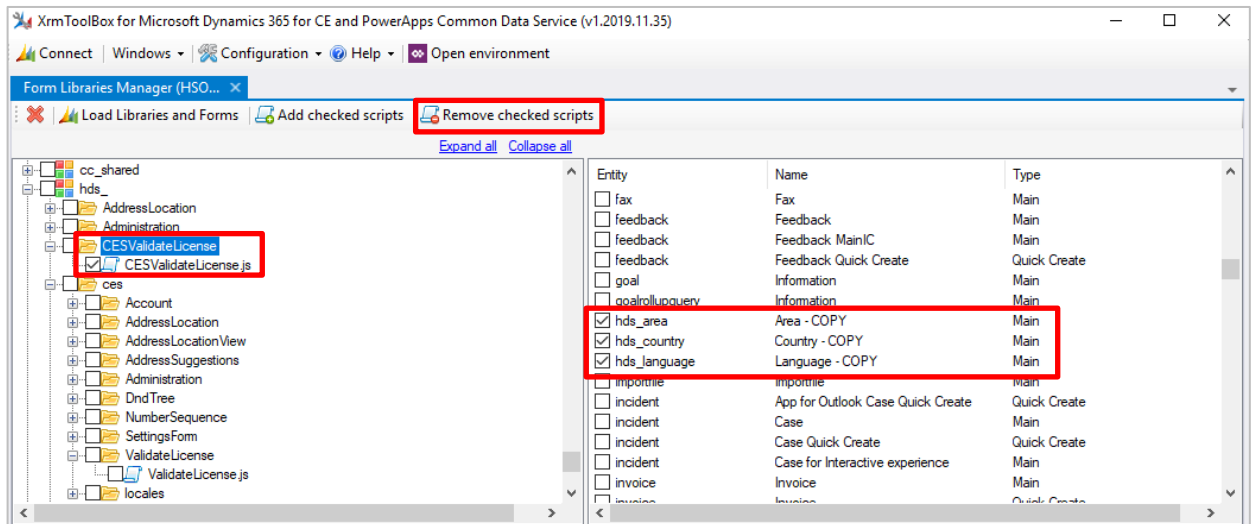 XrmToolBox for Microsoft Dynamics 365 for CE and PowerApps Common Data Service (v1.2019.11.35)
Connect Windows Configuration Help Open environment
Form Libraries Manager (HSO...
Load Libraries and Forms Add checked scripts Remove checked scripts
Expand all Collapse all
cc_shared
hds_
AddressLocation
Administration
CESValidateLicense
CESValidateLicense.js
ces
Account
AddressLocation
AddressLocationView
AddressSuggestions
Administration
DndTree
NumberSequence
SettingsForm
ValidateLicense
ValidateLicense.js
locales
Entity Name Type
fax Fax Main
feedback Feedback Main
feedback Feedback MainIC Main
feedback Feedback Quick Create Quick Create
goal Information Main
goalrollupquery Information Main
hds_area Area - COPY Main
hds_country Country - COPY Main
hds_language Language - COPY Main
importfile Importfile Main
incident App for Outlook Case Quick Create Quick Create
incident Case Main
incident Case Quick Create Quick Create
incident Case for Interactive experience Main
invoice Invoice Main
invoice Invoice Quick Create